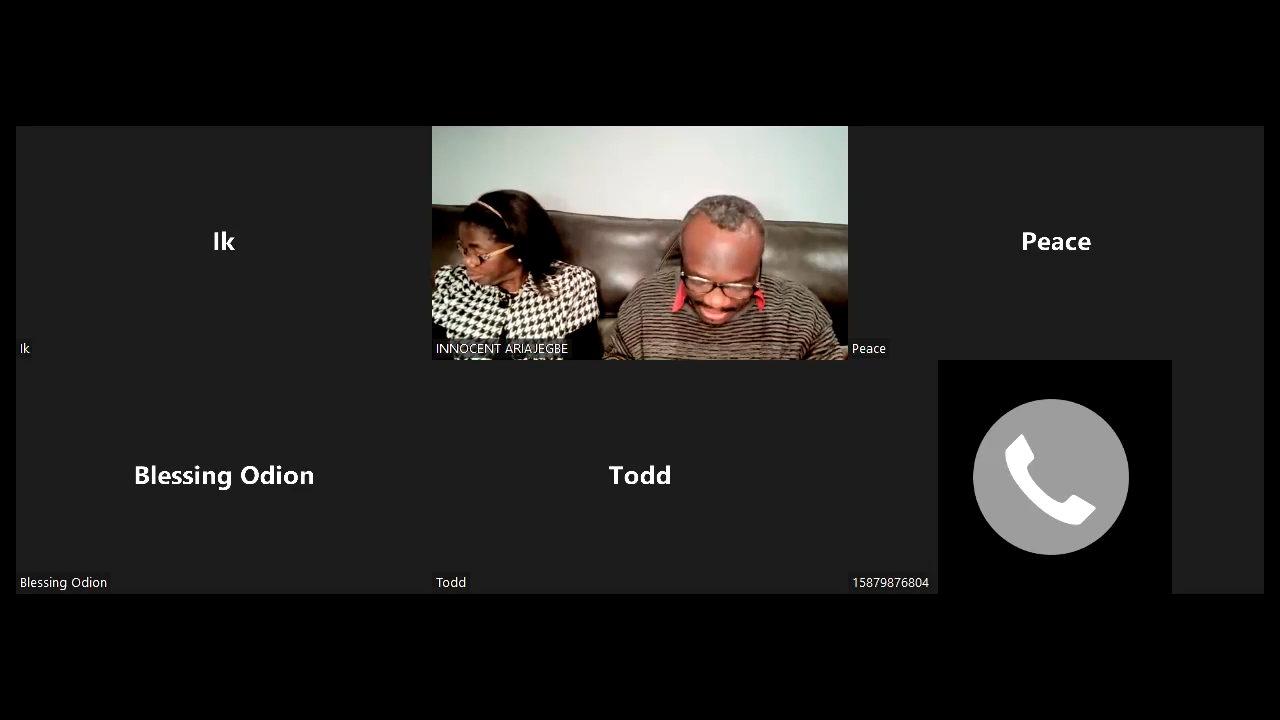 Ik
Peace
Ik
INNOCENT ARIAJEGBE
Peace
Blessing Odion
Todd
Blessing Odion
Todd
15879876804